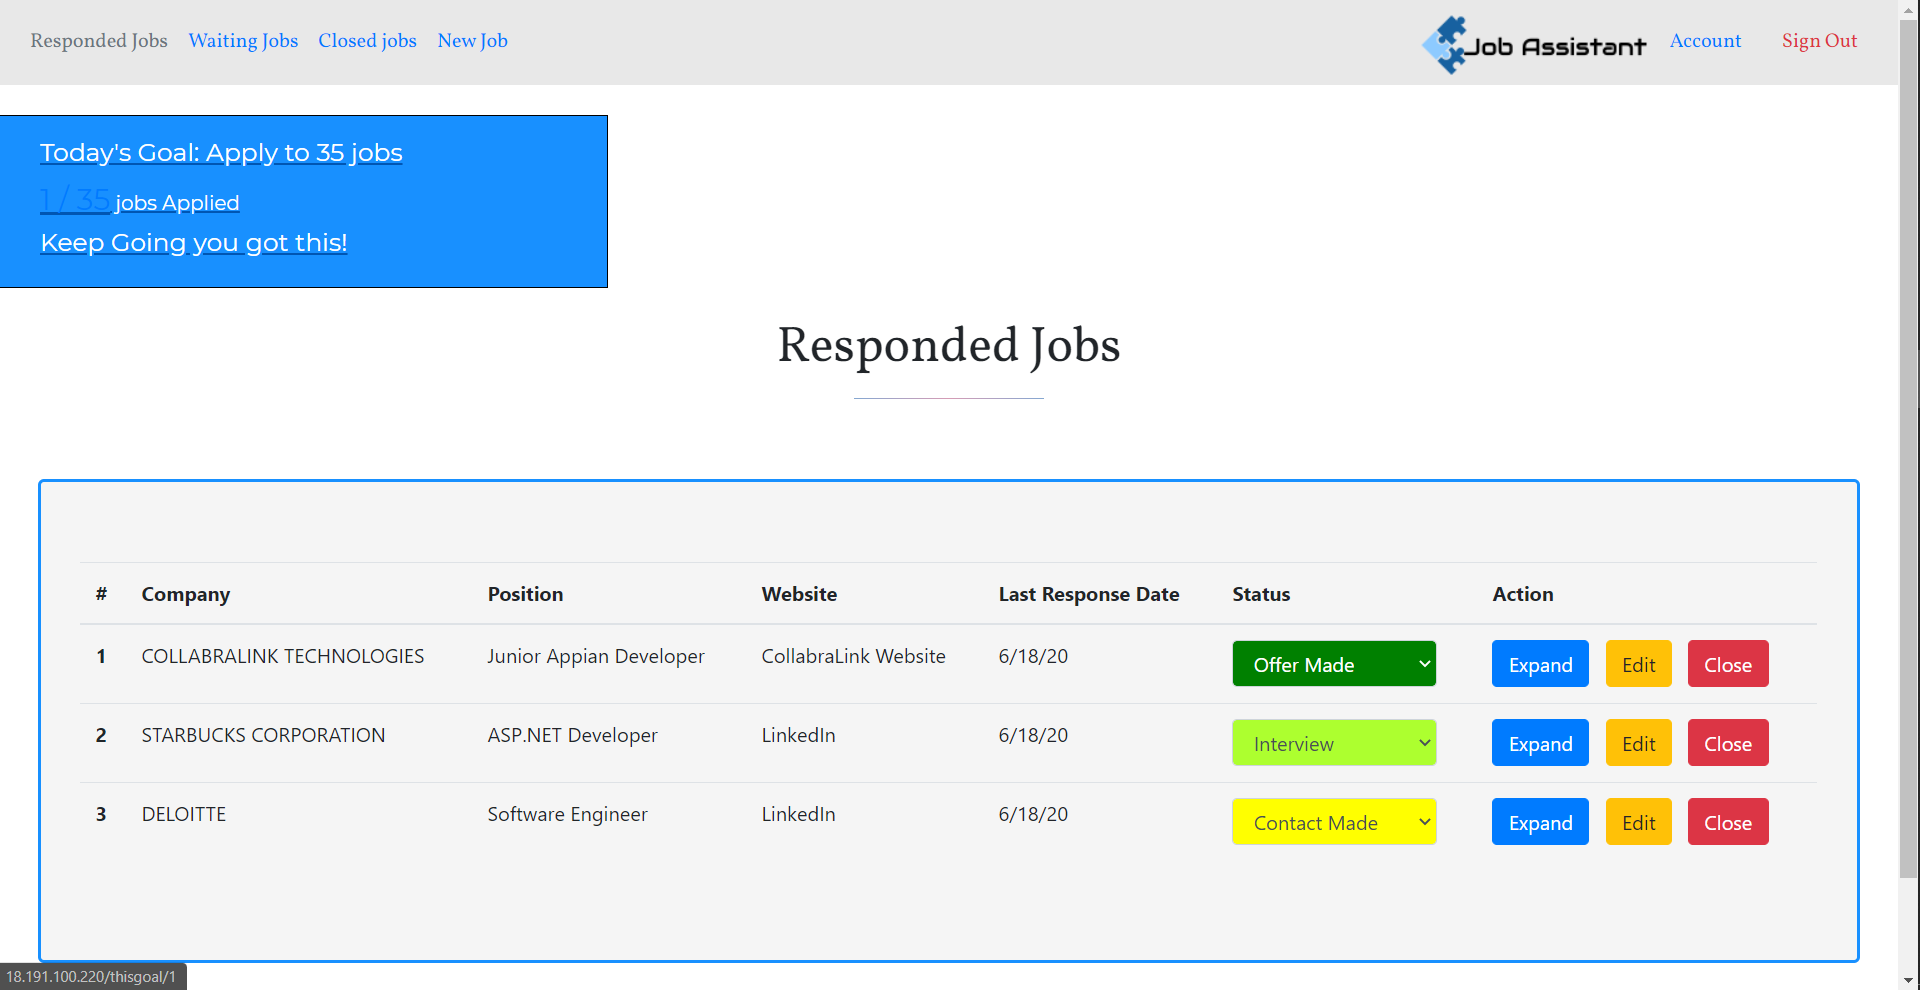 Responded Jobs Waiting Jobs Closed jobs New Job Job Assistant Account Sign Out
Today's Goal: Apply to 35 jobs
1 / 35 jobs Applied
Keep Going you got this!
Responded Jobs
# Company Position Website Last Response Date Status Action
1 COLLABRALINK TECHNOLOGIES Junior Appian Developer CollabraLink Website 6/18/20 Offer Made Expand Edit Close
2 STARBUCKS CORPORATION ASP.NET Developer LinkedIn 6/18/20 Interview Expand Edit Close
3 DELOITTE Software Engineer LinkedIn 6/18/20 Contact Made Expand Edit Close
18.191.100.220/thisgoal/1